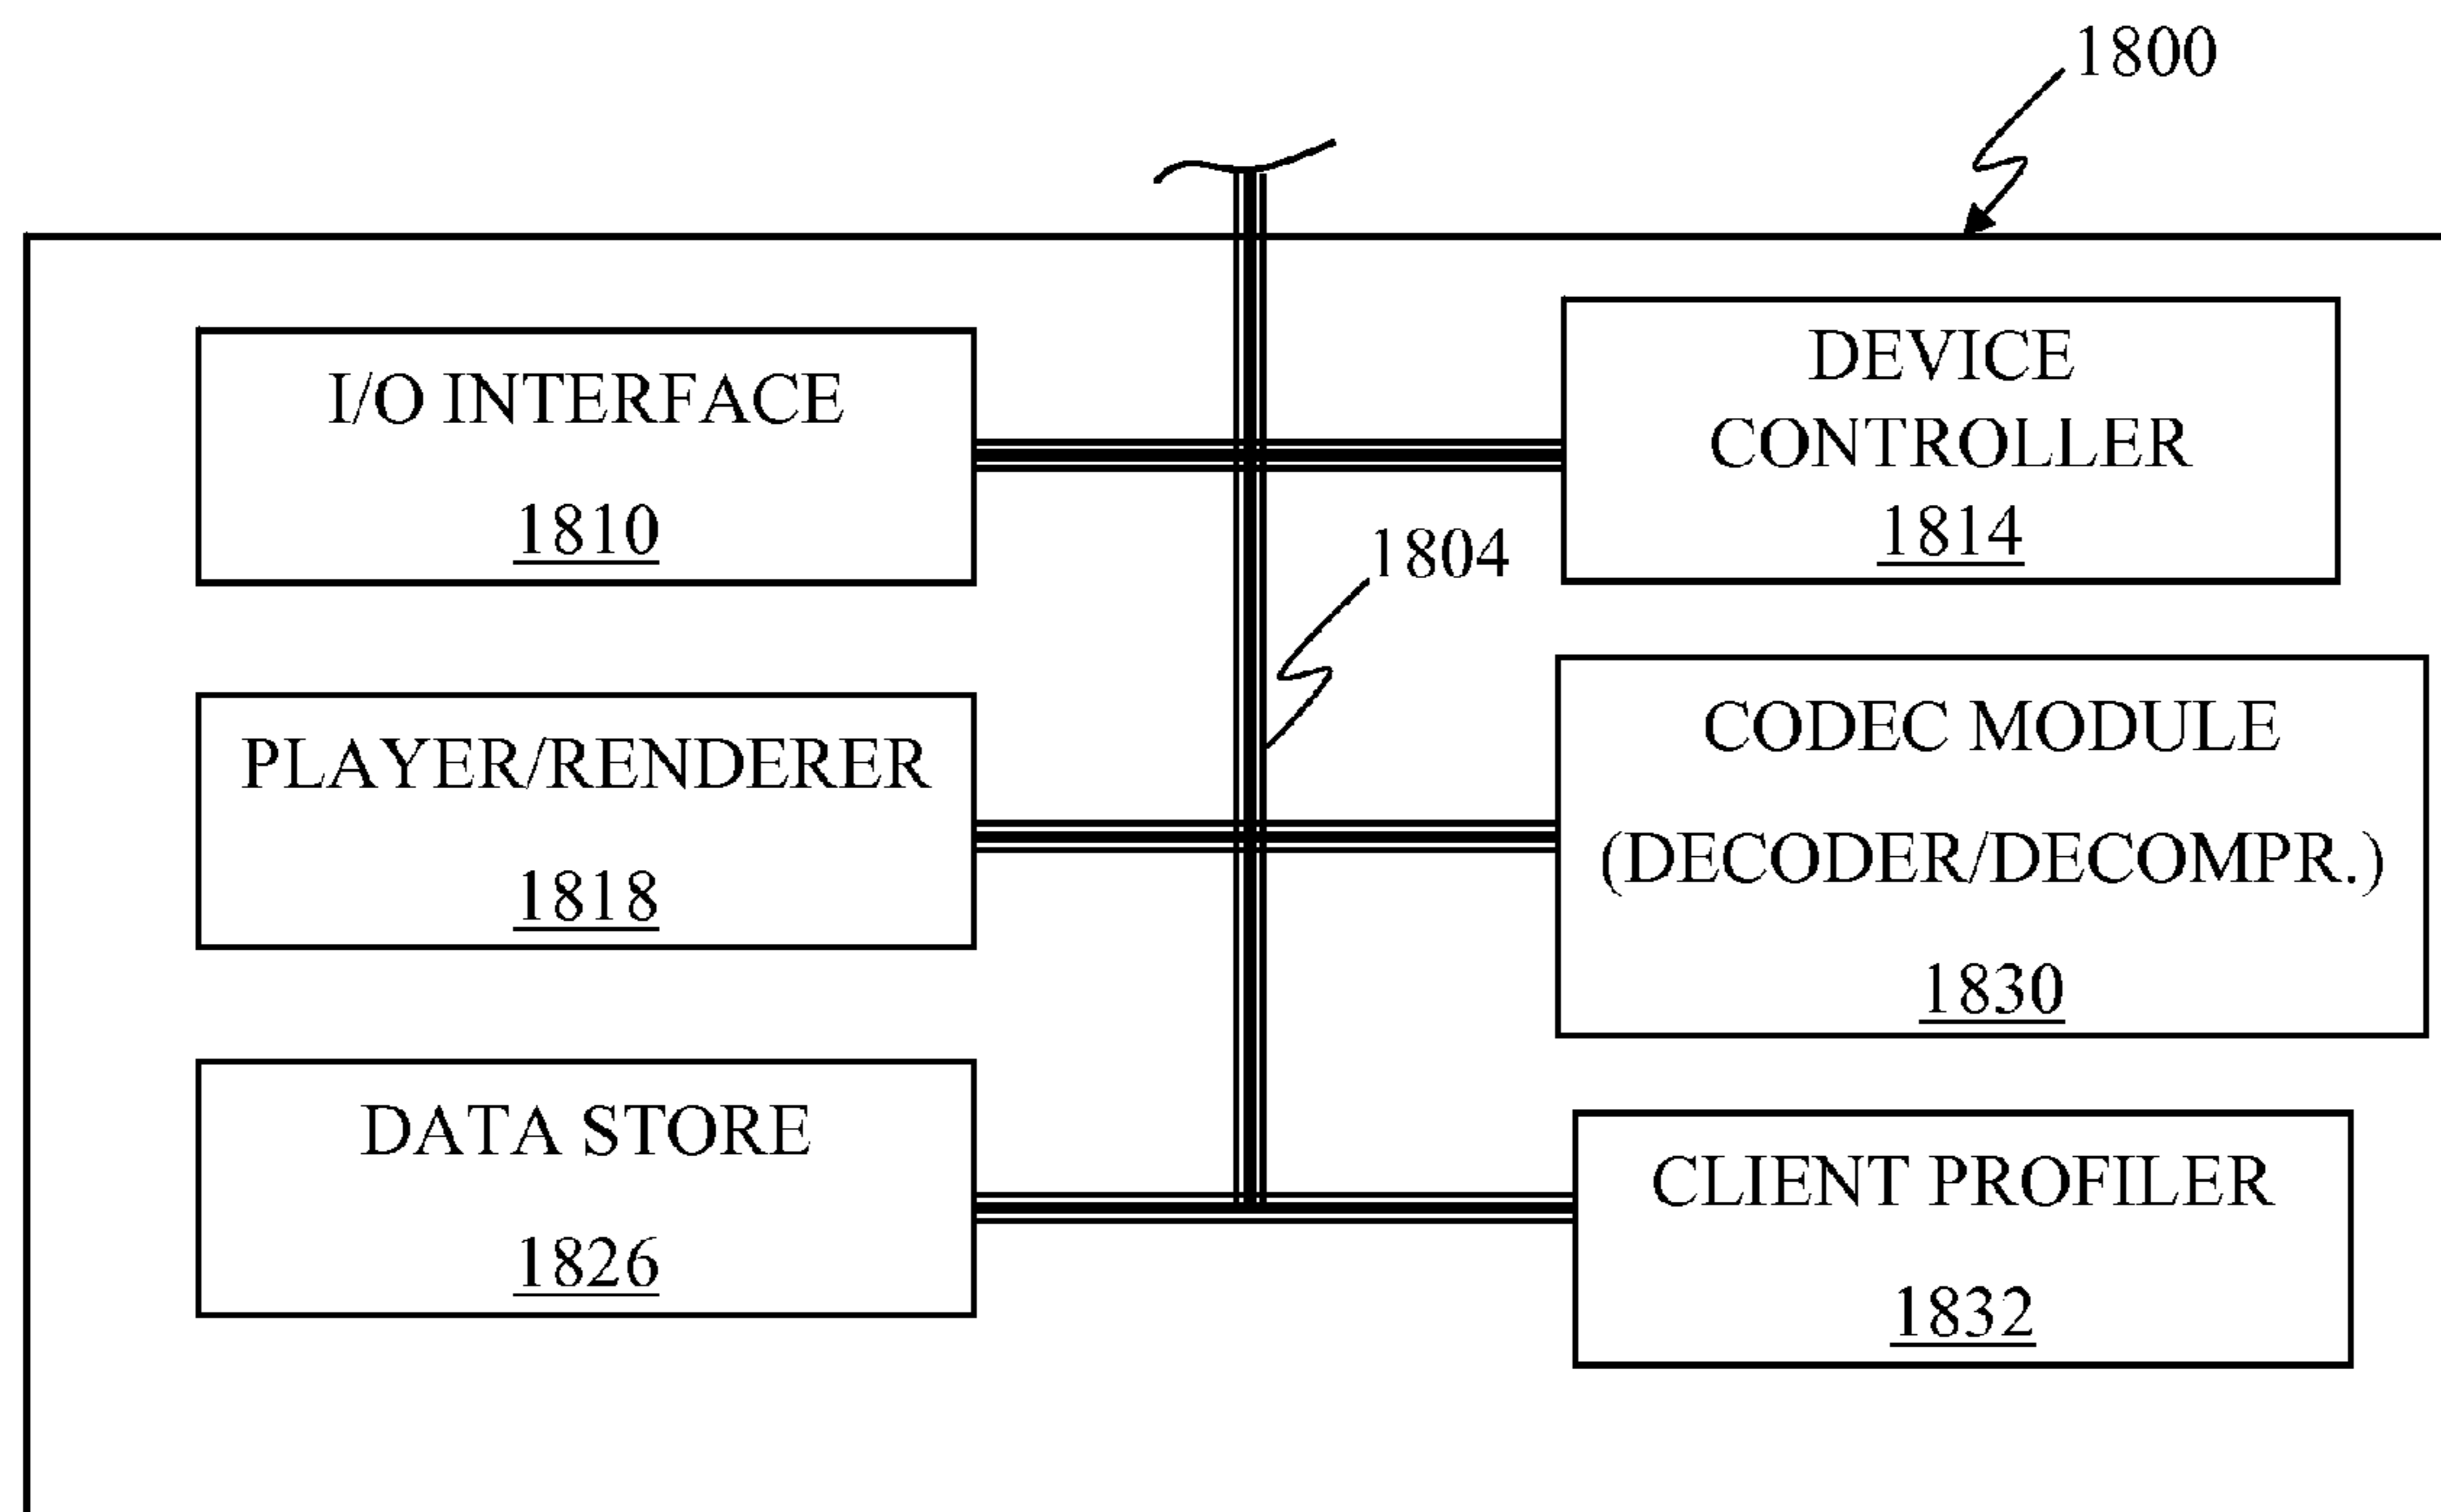 1800
I/O INTERFACE
1810
DEVICE
CONTROLLER
1814
1804
PLAYER/RENDERER
1818
CODEC MODULE
(DECODER/DECOMPR.)
1830
DATA STORE
1826
CLIENT PROFILER
1832